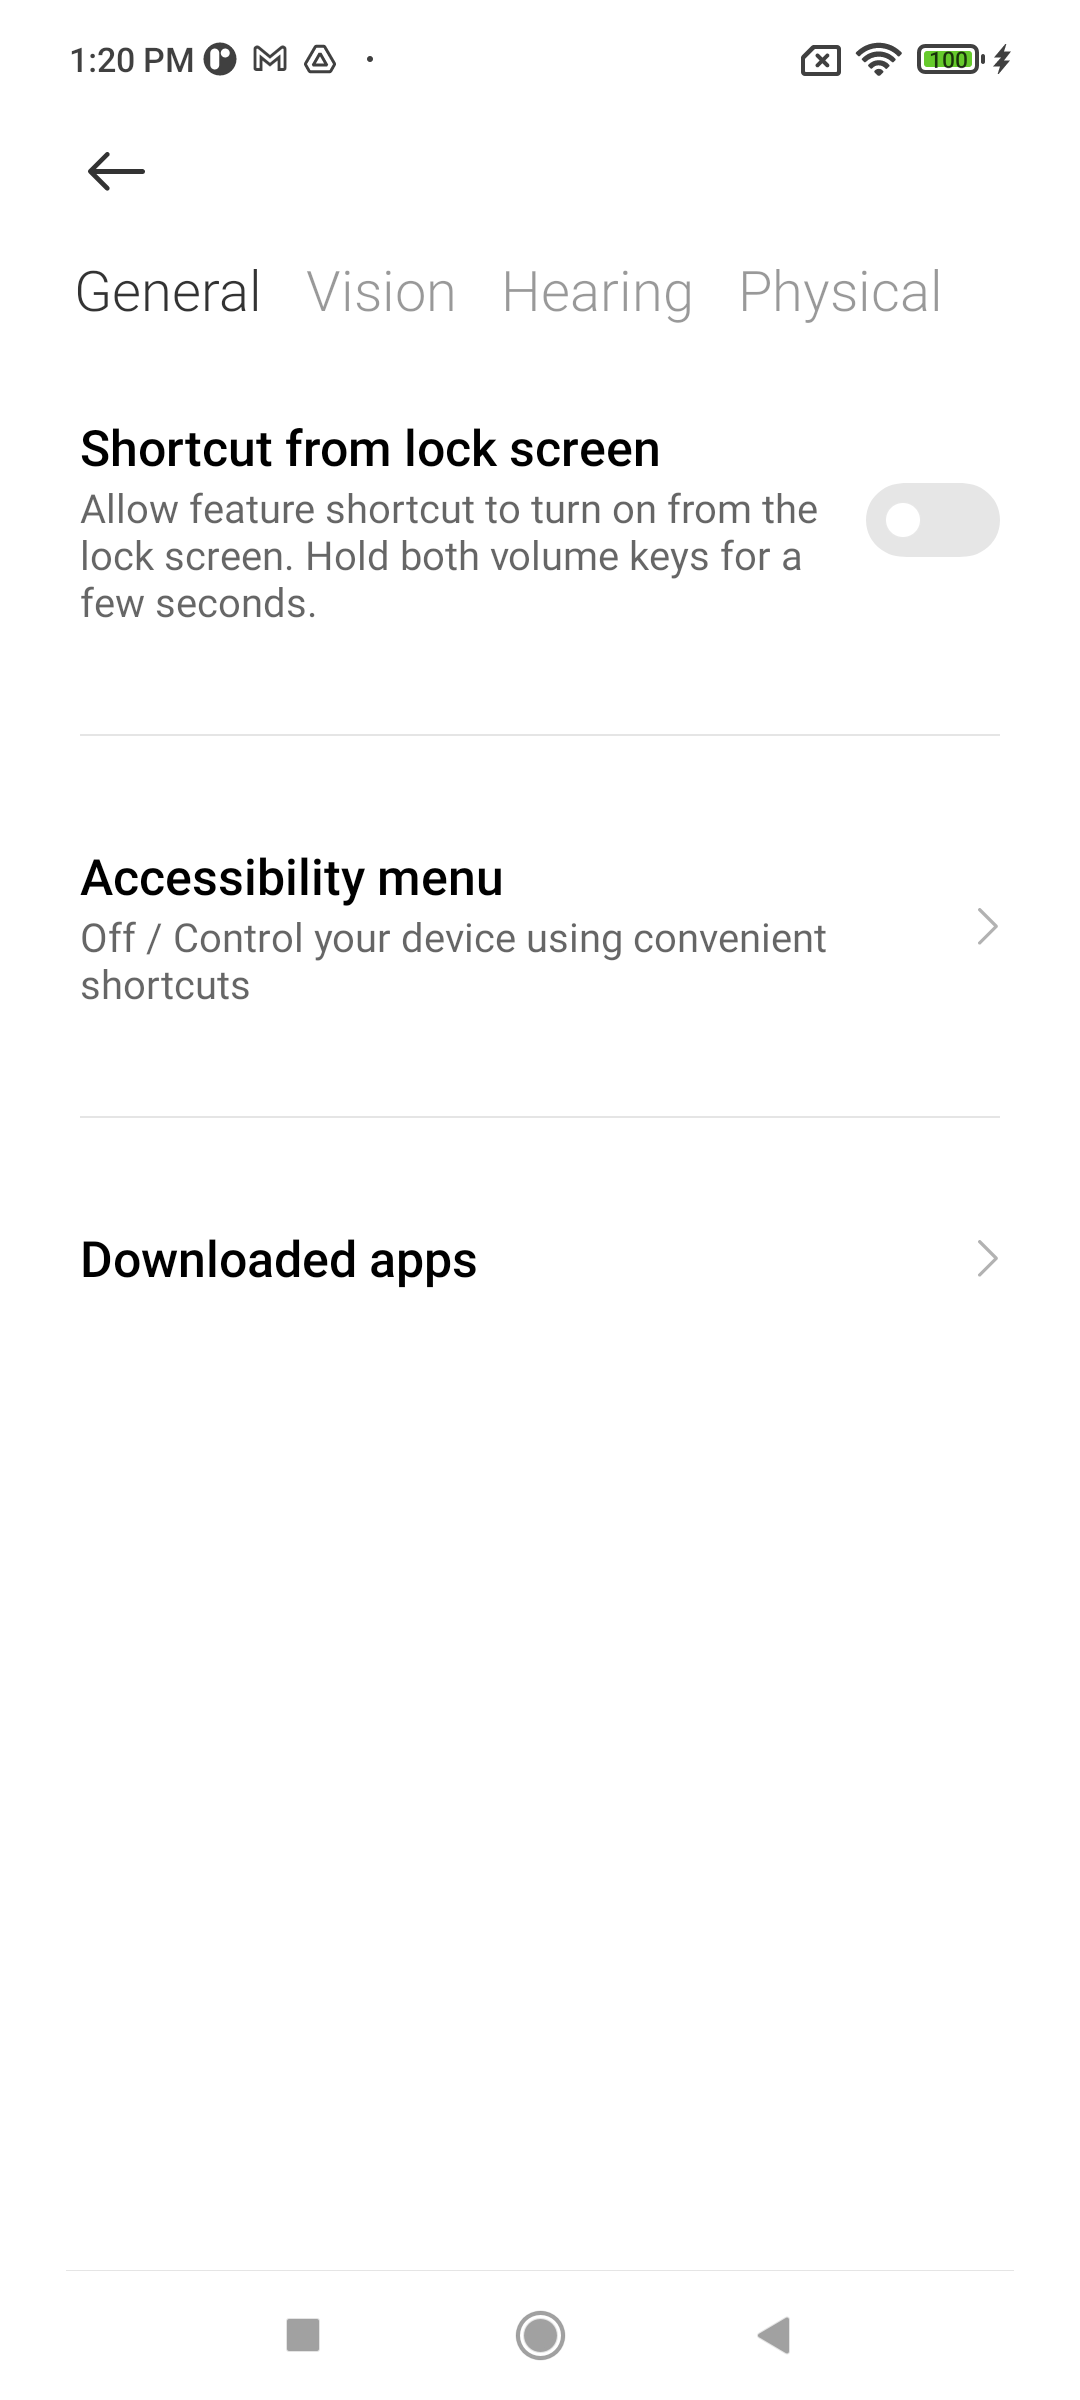 1:20 PM
100
General Vision Hearing Physical
Shortcut from lock screen
Allow feature shortcut to turn on from the
lock screen. Hold both volume keys for a
few seconds.
Accessibility menu
Off / Control your device using convenient
shortcuts
Downloaded apps